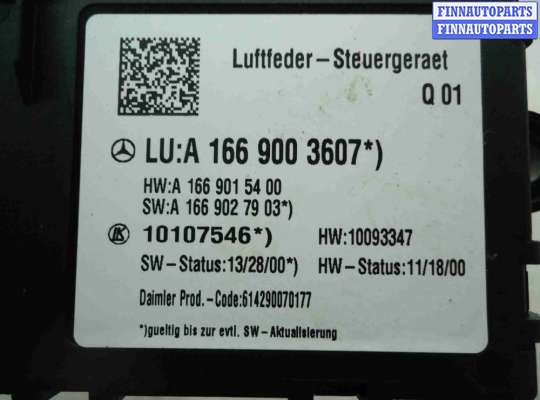 FINNAUTOPARTS
FINNAUTOPARTS
Luftfeder-Steuergeraet
Q 01
LU:A 166 900 3607*)
HW:A 166 901 54 00
SW:A 166 902 79 03*)
10107546*) HW:10093347
SW-Status:13/28/00*) HW-Status:11/18/00
Daimler Prod.-Code:614290070177
*)gueltig bis zur evtl. SW-Aktualisierung